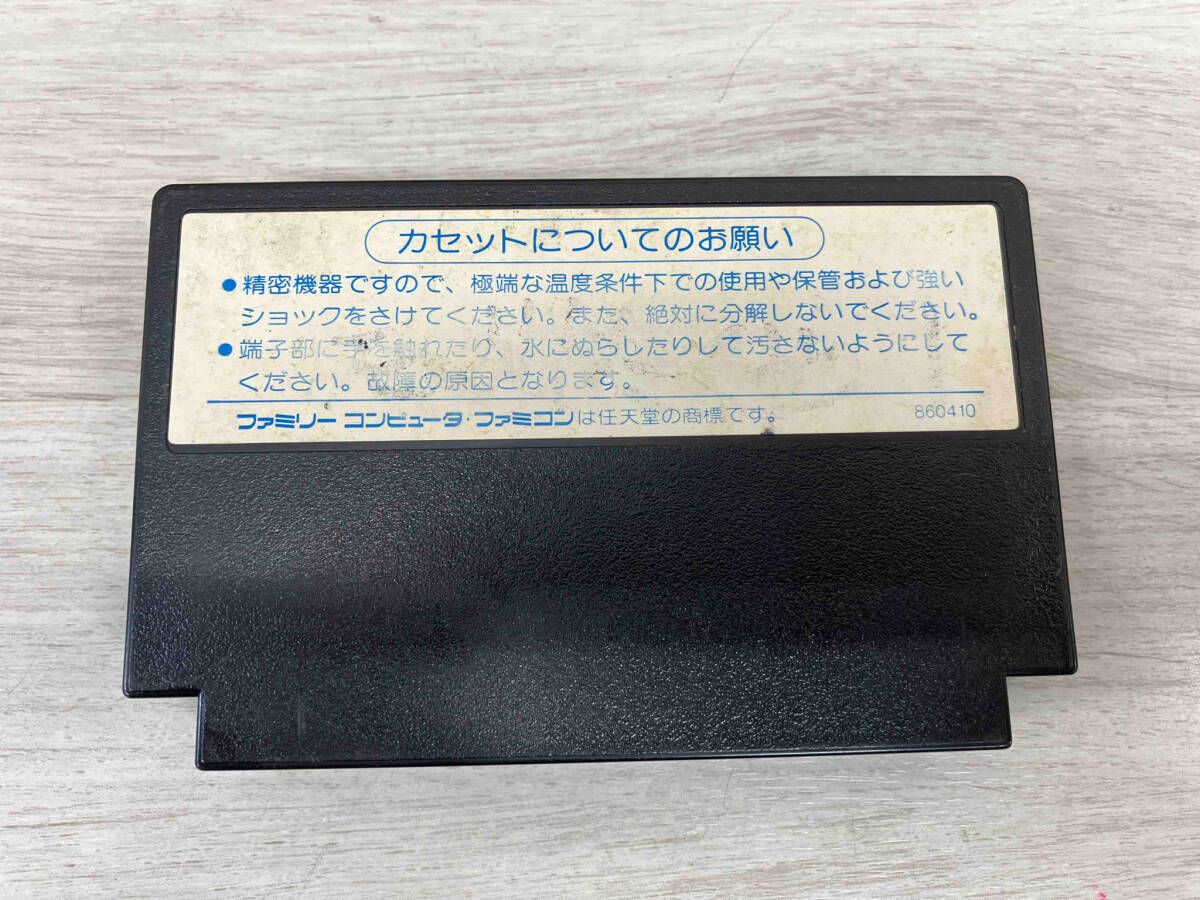 カセットについてのお願い
●精密機器ですので、極端な温度条件下での使用や保管および強い
ショックをさけてください。また、絶対に分解しないでください。
●端子部に手を触れたり、水にぬらしたりして汚さないようにして
ください。故障の原因となります。
ファミリー コンピュータ・ファミコンは任天堂の商標です。 860410